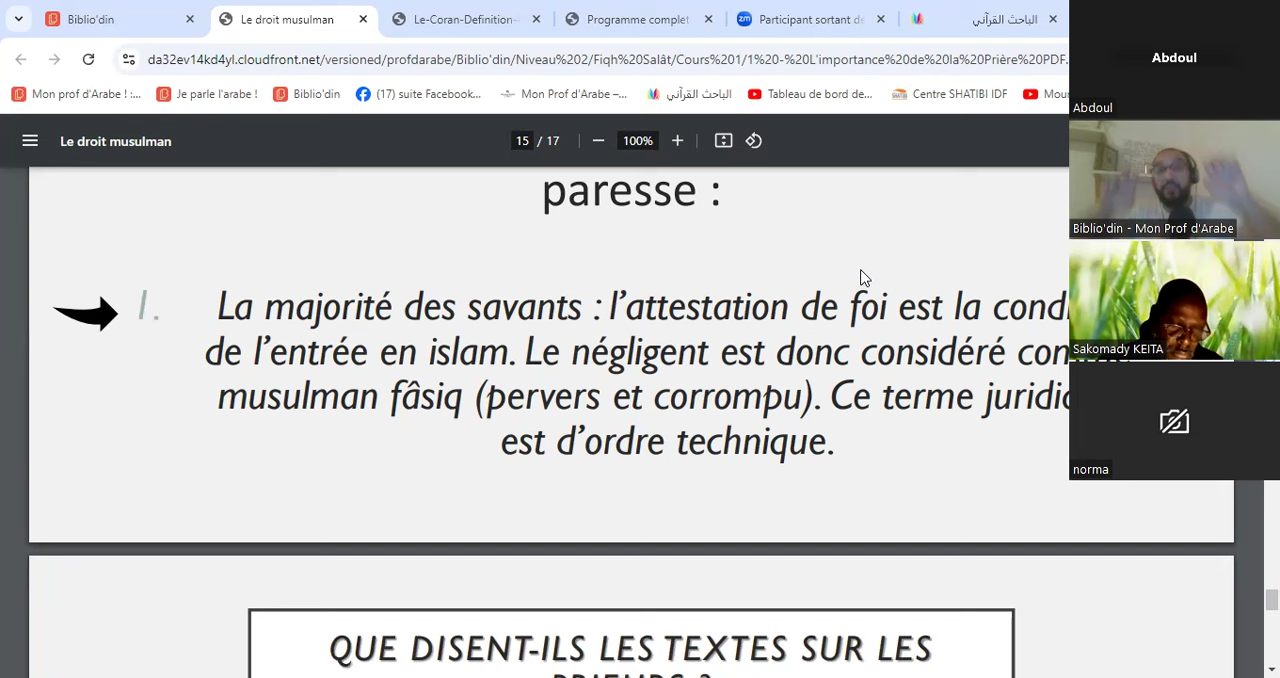 Biblio'din
Le droit musulman
Le-Coran-Definition-
Programme complet
Participant sortant de
الباحث القرآني
da32ev14kd4yl.cloudfront.net/versioned/profdarabe/Biblio'din/Niveau%202/Fiqh%20Salât/Cours%201/1%20-%20L'importance%20de%20la%20Prière%20PDF.
Mon prof d'Arabe ! :...
Je parle l'arabe !
Biblio'din
(17) suite Facebook...
Mon Prof d'Arabe –...
الباحث القرآني
Tableau de bord de...
Centre SHATIBI IDF
Mour
Le droit musulman
15 / 17
100%
paresse :
1. La majorité des savants : l'attestation de foi est la condi
de l'entrée en islam. Le négligent est donc considéré con
musulman fâsiq (pervers et corrompu). Ce terme juridic
est d'ordre technique.
QUE DISENT-ILS LES TEXTES SUR LES
Abdoul
Abdoul
Biblio'din - Mon Prof d'Arabe
Sakomady KEITA
norma